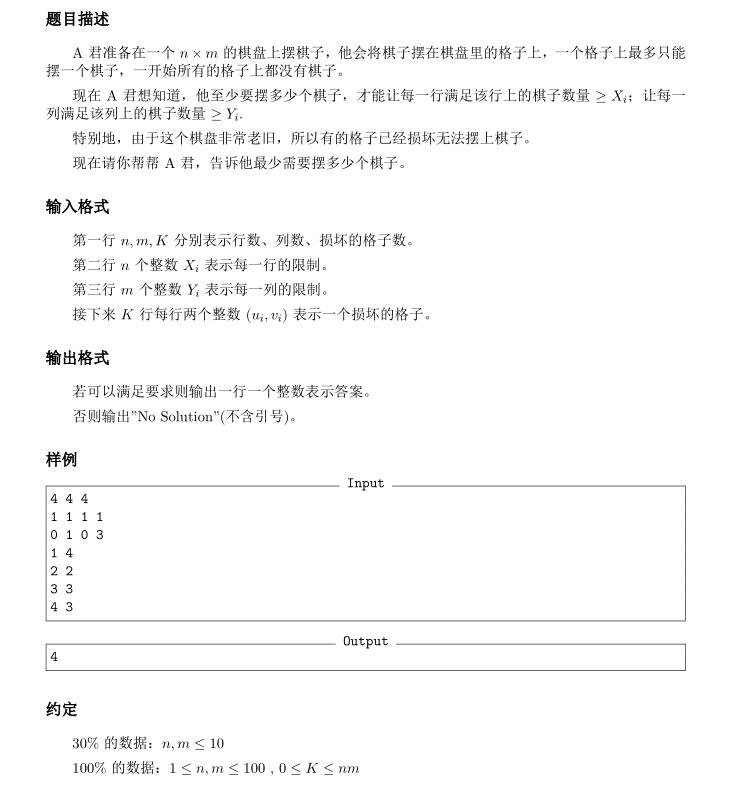 题目描述
A 君准备在一个 n × m 的棋盘上摆棋子，他会将棋子摆在棋盘里的格子上，一个格子上最多只能
摆一个棋子，一开始所有的格子上都没有棋子。
现在 A 君想知道，他至少要摆多少个棋子，才能让每一行满足该行上的棋子数量 ≥ Xi；让每一
列满足该列上的棋子数量 ≥ Yi.
特别地，由于这个棋盘非常老旧，所以有的格子已经损坏无法摆上棋子。
现在请你帮帮 A 君，告诉他最少需要摆多少个棋子。
输入格式
第一行 n, m, K 分别表示行数、列数、损坏的格子数。
第二行 n 个整数 Xi 表示每一行的限制。
第三行 m 个整数 Yi 表示每一列的限制。
接下来 K 行每行两个整数 (ui, vi) 表示一个损坏的格子。
输出格式
若可以满足要求则输出一行一个整数表示答案。
否则输出”No Solution”(不含引号)。
样例
Input
4 4 4
1 1 1 1
0 1 0 3
1 4
2 2
3 3
4 3
Output
4
约定
30% 的数据：n, m ≤ 10
100% 的数据：1 ≤ n, m ≤ 100 , 0 ≤ K ≤ nm